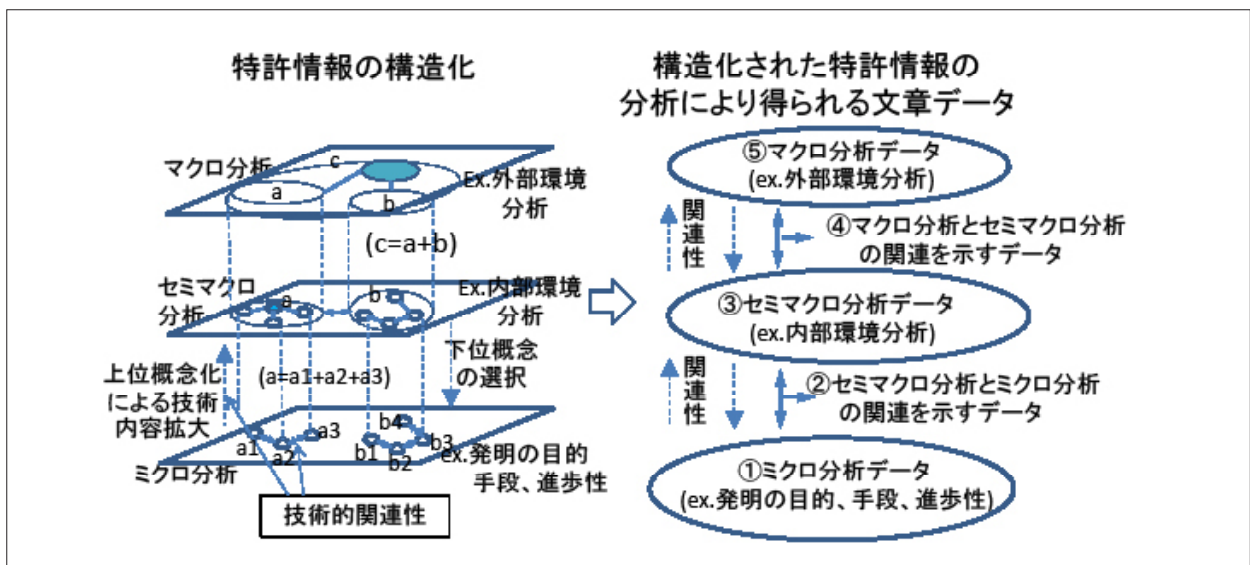 特許情報の構造化
マクロ分析
c
a
b
Ex.外部環境
分析
(c=a+b)
セミマクロ
分析
a
b
Ex.内部環境
分析
上位概念化
による技術
内容拡大
(a=a1+a2+a3)
下位概念
の選択
a1
a2
a3
b1
b2
b3
b4
ミクロ分析
ex.発明の目的
手段、進歩性
技術的関連性
構造化された特許情報の
分析により得られる文章データ
⑤マクロ分析データ
(ex.外部環境分析)
関連性
④マクロ分析とセミマクロ分析
の関連を示すデータ
③セミマクロ分析データ
(ex.内部環境分析)
関連性
②セミマクロ分析とミクロ分析
の関連を示すデータ
①ミクロ分析データ
(ex.発明の目的、手段、進歩性)